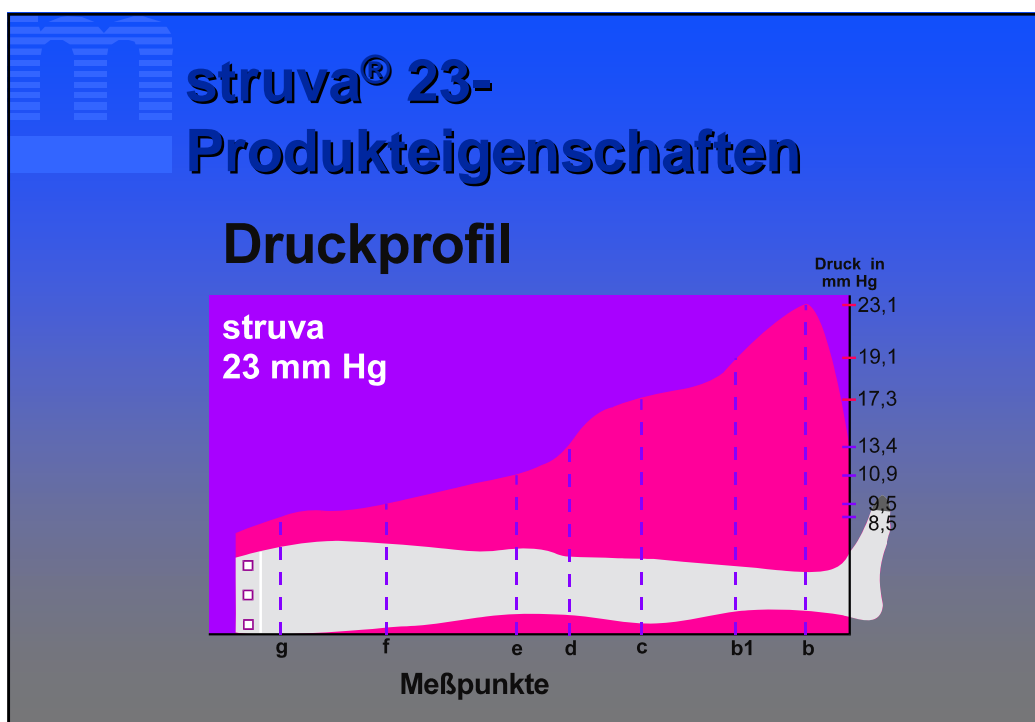 struva® 23-
Produkteigenschaften
Druckprofil
Druck in
mm Hg
struva
23 mm Hg
23,1
19,1
17,3
13,4
10,9
9,5
8,5
g f e d c b1 b
Meßpunkte